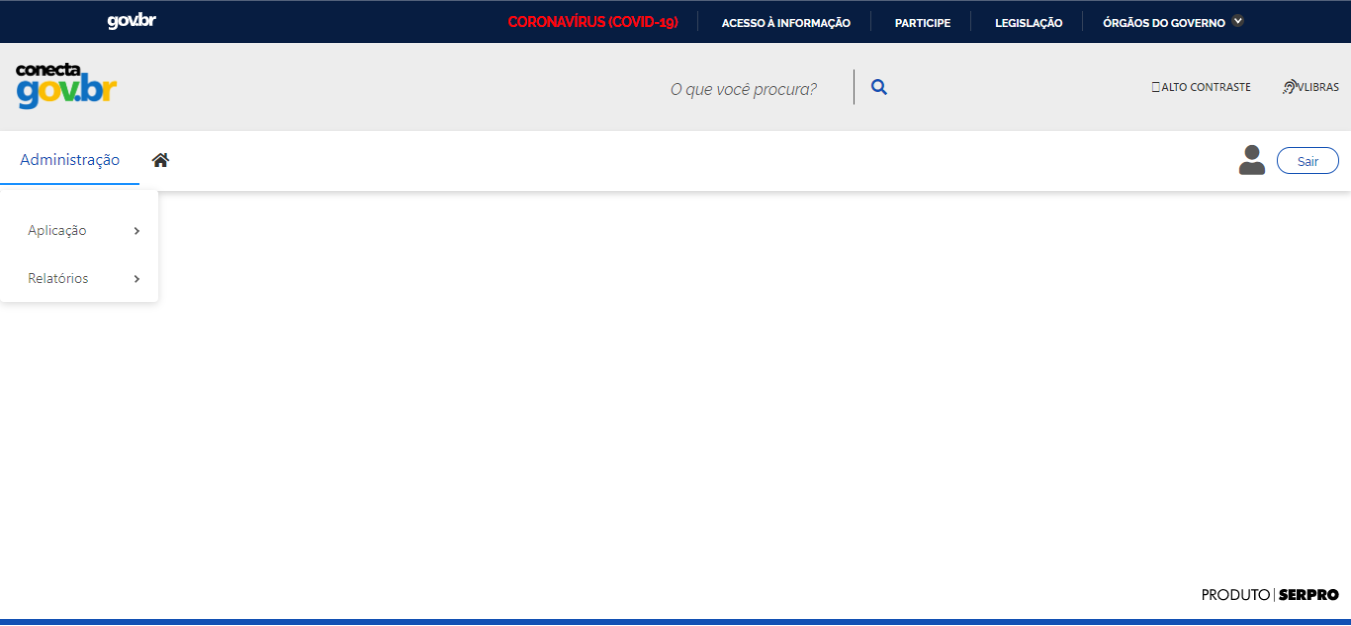 gov.br
CORONAVÍRUS (COVID-19)
ACESSO À INFORMAÇÃO
PARTICIPE
LEGISLAÇÃO
ÓRGÃOS DO GOVERNO
conecta
gov.br
O que você procura?
ALTO CONTRASTE
VLIBRAS
Administração
Sair
Aplicação
Relatórios
PRODUTO | SERPRO